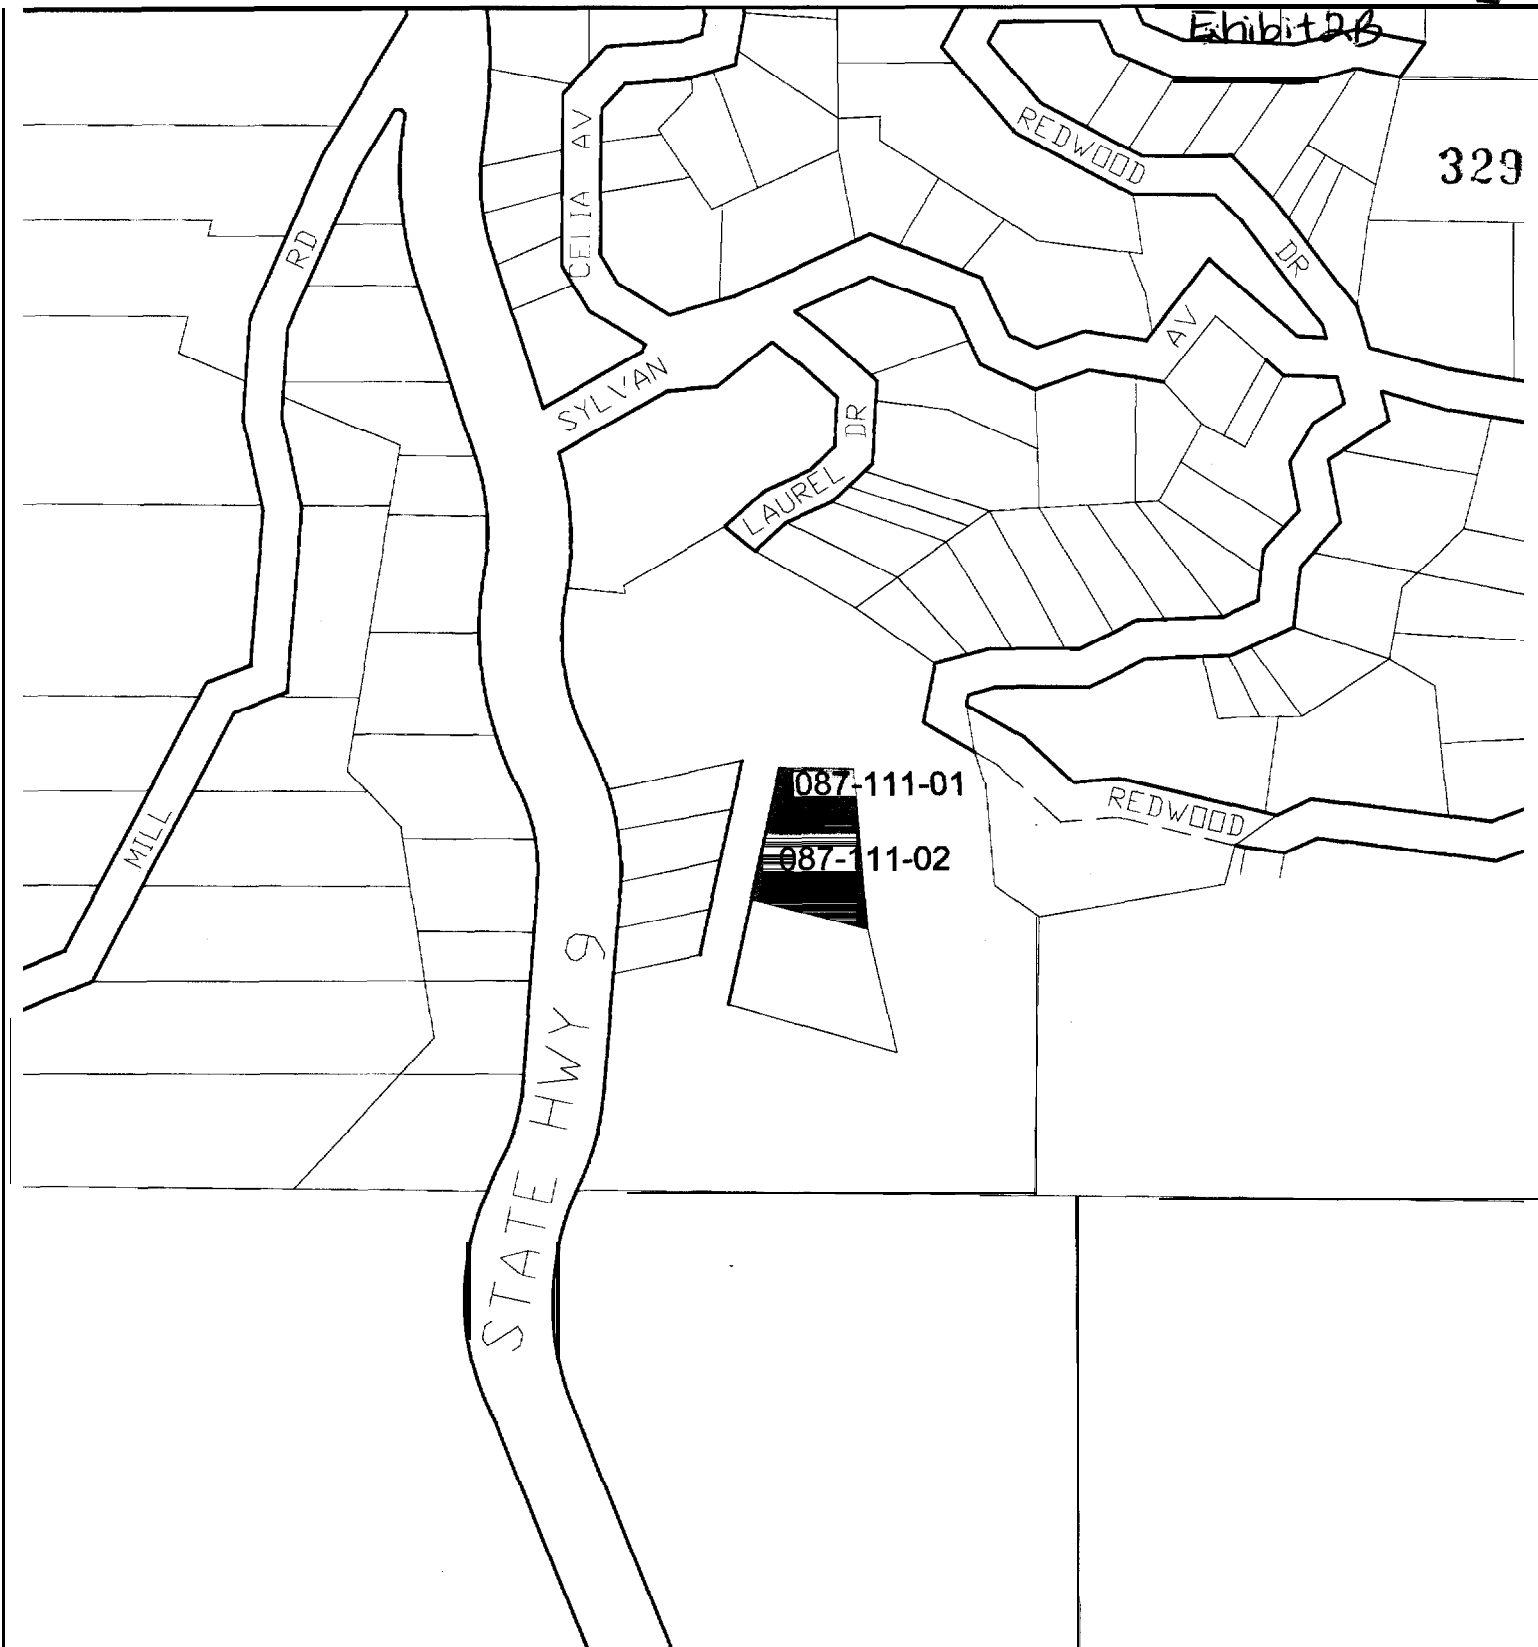 Exhibit 2B
CELIA AV
REDWOOD
329
RD
DR
AV
SYLVAN
DR
LAUREL
087-111-01
REDWOOD
MILL
087-111-02
STATE HWY 9